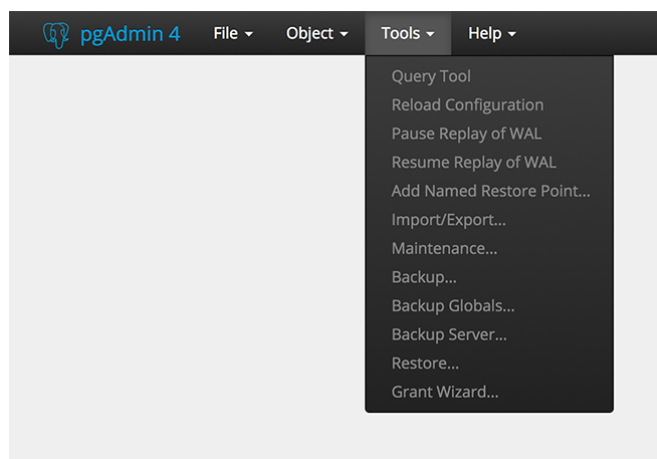 pgAdmin 4 File Object Tools Help
Query Tool
Reload Configuration
Pause Replay of WAL
Resume Replay of WAL
Add Named Restore Point...
Import/Export...
Maintenance...
Backup...
Backup Globals...
Backup Server...
Restore...
Grant Wizard...